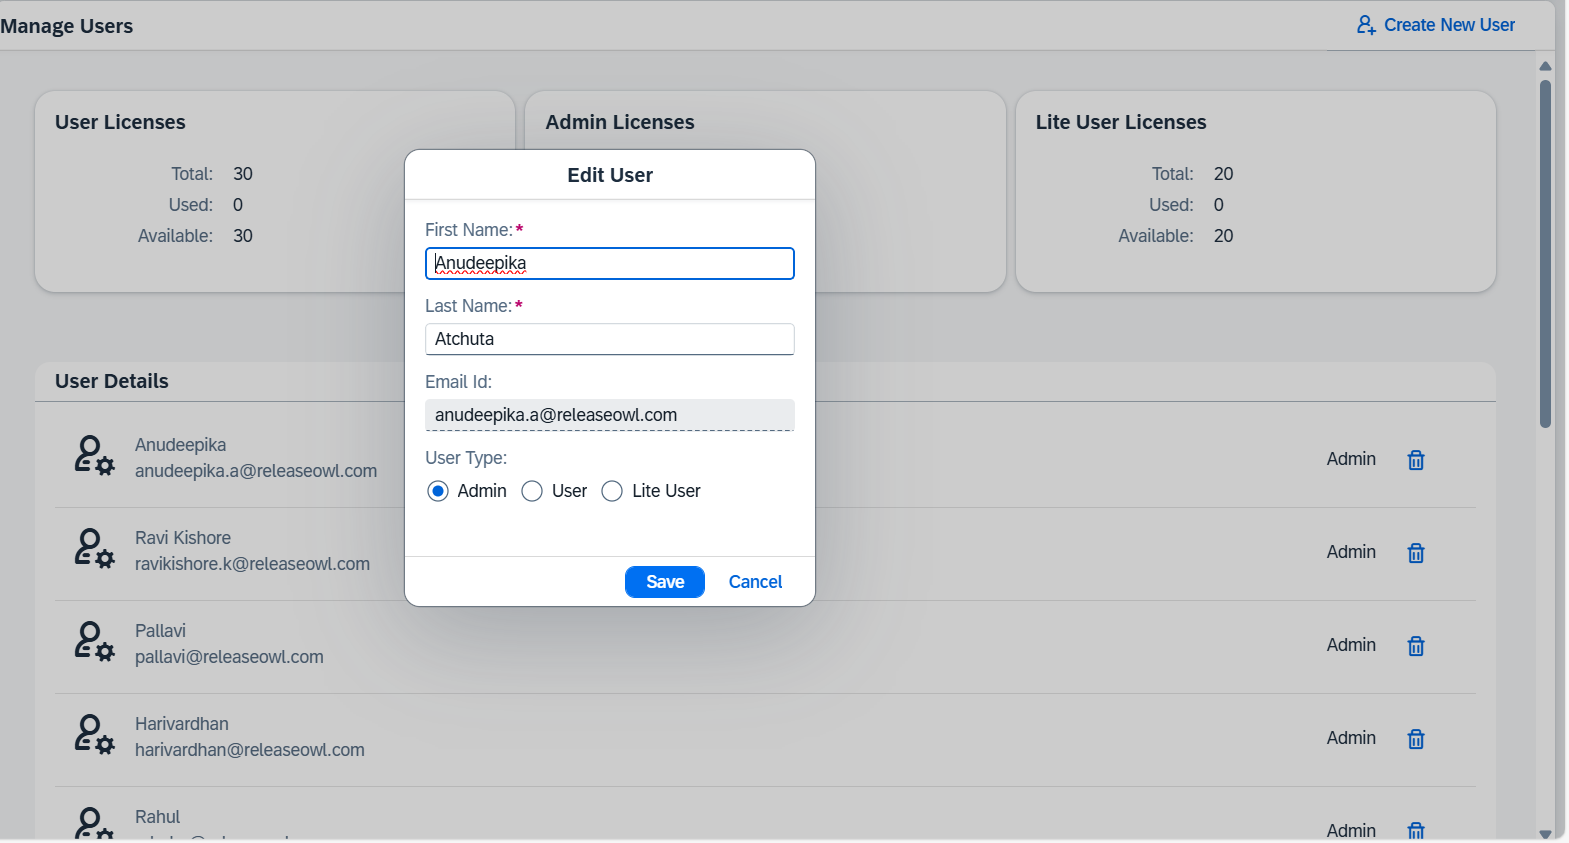 Manage Users
Create New User
User Licenses
Total: 30
Used: 0
Available: 30
Admin Licenses
Lite User Licenses
Total: 20
Used: 0
Available: 20
Edit User
First Name:*
Anudeepika
Last Name:*
Atchuta
Email Id:
anudeepika.a@releaseowl.com
User Type:
Admin User Lite User
Save Cancel
User Details
Anudeepika
anudeepika.a@releaseowl.com
Admin
Ravi Kishore
ravikishore.k@releaseowl.com
Admin
Pallavi
pallavi@releaseowl.com
Admin
Harivardhan
harivardhan@releaseowl.com
Admin
Rahul
Admin